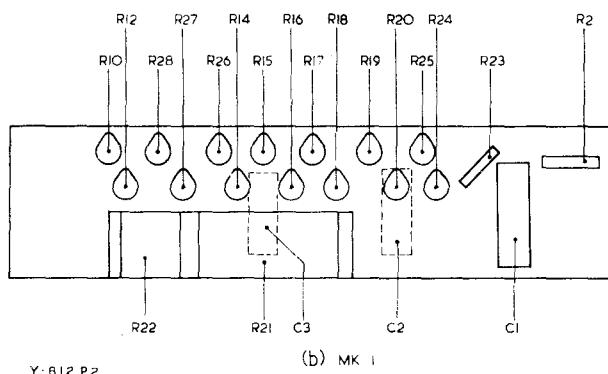 R12 R27 R14 R16 R18 R20 R24 R2
R10 R28 R26 R15 R17 R19 R25 R23
R22 R21 C3 C2 C1
(b) MK 1
Y·812 P2